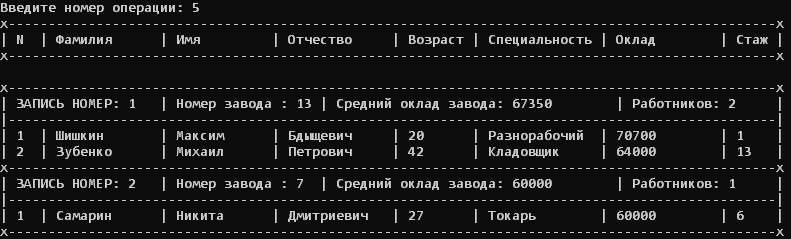 Введите номер операции: 5
x-----------------------------------------------------------------------------------------------x
| N  | Фамилия      | Имя         | Отчество     | Возраст | Специальность | Оклад        | Стаж |
x-----------------------------------------------------------------------------------------------x
x-----------------------------------------------------------------------------------------------x
| ЗАПИСЬ НОМЕР: 1   | Номер завода : 13 | Средний оклад завода: 67350        | Работников: 2     |
|-----------------------------------------------------------------------------------------------|
| 1  | Шишкин       | Максим      | Бдыщевич     | 20      | Разнорабочий  | 70700        | 1    |
| 2  | Зубенко      | Михаил      | Петрович     | 42      | Кладовщик     | 64000        | 13   |
x-----------------------------------------------------------------------------------------------x
| ЗАПИСЬ НОМЕР: 2   | Номер завода : 7  | Средний оклад завода: 60000        | Работников: 1     |
|-----------------------------------------------------------------------------------------------|
| 1  | Самарин      | Никита      | Дмитриевич   | 27      | Токарь        | 60000        | 6    |
x-----------------------------------------------------------------------------------------------x